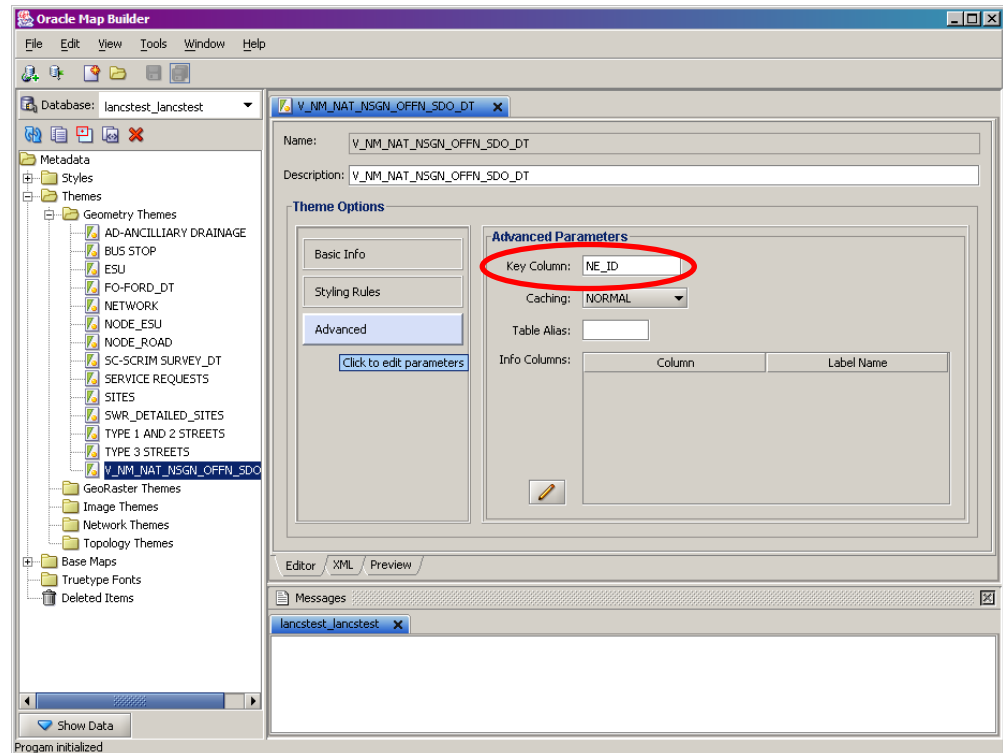 Oracle Map Builder
File Edit View Tools Window Help
Database: lancstest_lancstest
Metadata
Styles
Themes
Geometry Themes
AD-ANCILLIARY DRAINAGE
BUS STOP
ESU
FO-FORD_DT
NETWORK
NODE_ESU
NODE_ROAD
SC-SCRIM SURVEY_DT
SERVICE REQUESTS
SITES
SWR_DETAILED_SITES
TYPE 1 AND 2 STREETS
TYPE 3 STREETS
V_NM_NAT_NSGN_OFFN_SDO
GeoRaster Themes
Image Themes
Network Themes
Topology Themes
Base Maps
Truetype Fonts
Deleted Items
Show Data
Progam initialized
V_NM_NAT_NSGN_OFFN_SDO_DT
Name: V_NM_NAT_NSGN_OFFN_SDO_DT
Description: V_NM_NAT_NSGN_OFFN_SDO_DT
Theme Options
Basic Info
Styling Rules
Advanced
Click to edit parameters
Advanced Parameters
Key Column: NE_ID
Caching: NORMAL
Table Alias:
Info Columns: Column Label Name
Editor XML Preview
Messages
lancstest_lancstest